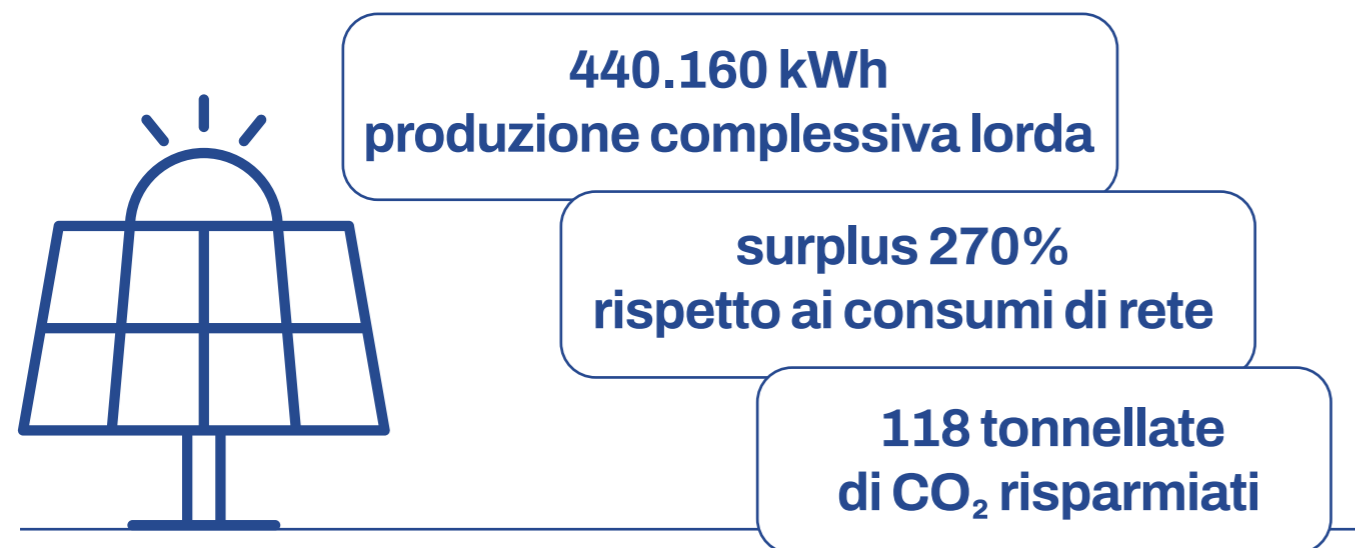 440.160 kWh
produzione complessiva lorda
surplus 270%
rispetto ai consumi di rete
118 tonnellate
di CO₂ risparmiati